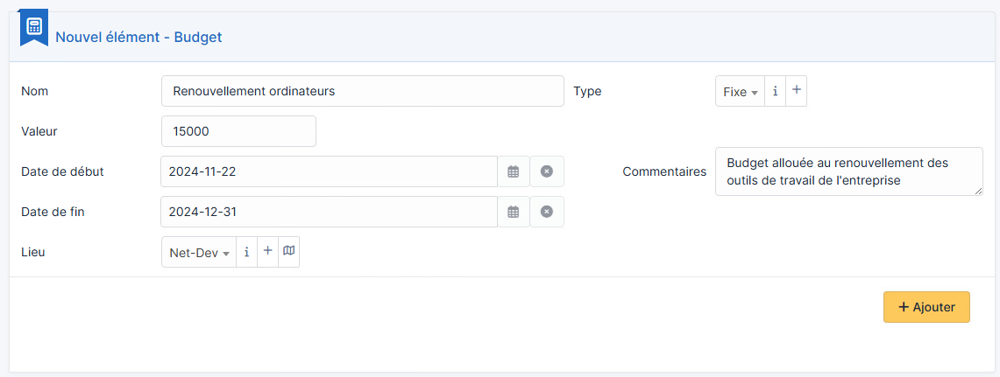 Nouvel élément - Budget
Nom Renouvellement ordinateurs Type Fixe
Valeur 15000
Date de début 2024-11-22 Commentaires Budget allouée au renouvellement des
outils de travail de l'entreprise
Date de fin 2024-12-31
Lieu Net-Dev
+ Ajouter